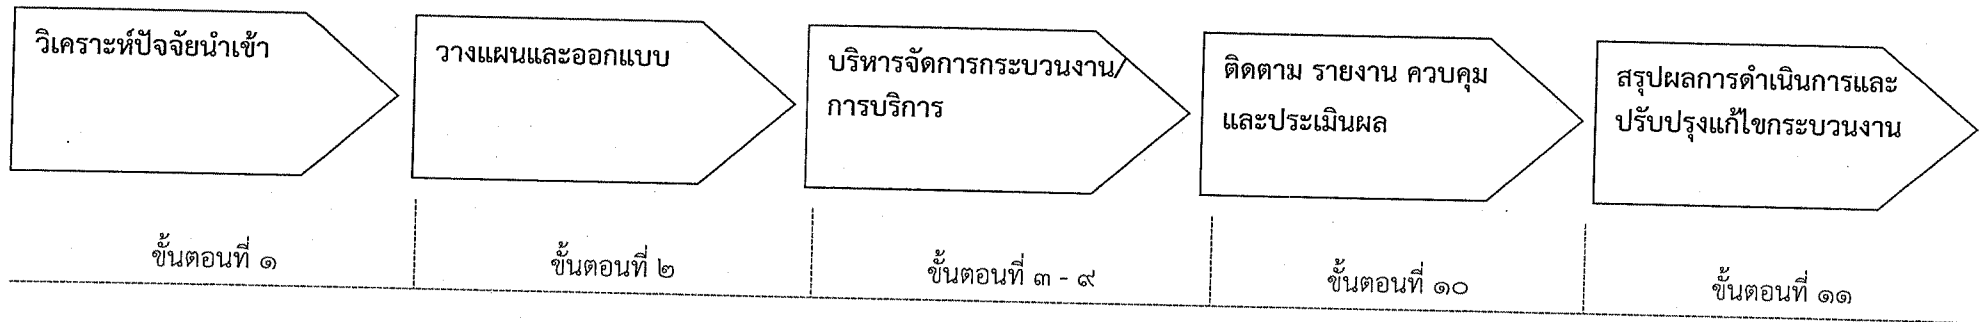 วิเคราะห์ปัจจัยนำเข้า
วางแผนและออกแบบ
บริหารจัดการกระบวนงาน/
การบริการ
ติดตาม รายงาน ควบคุม
และประเมินผล
สรุปผลการดำเนินการและ
ปรับปรุงแก้ไขกระบวนงาน
ขั้นตอนที่ ๑
ขั้นตอนที่ ๒
ขั้นตอนที่ ๓ - ๙
ขั้นตอนที่ ๑๐
ขั้นตอนที่ ๑๑